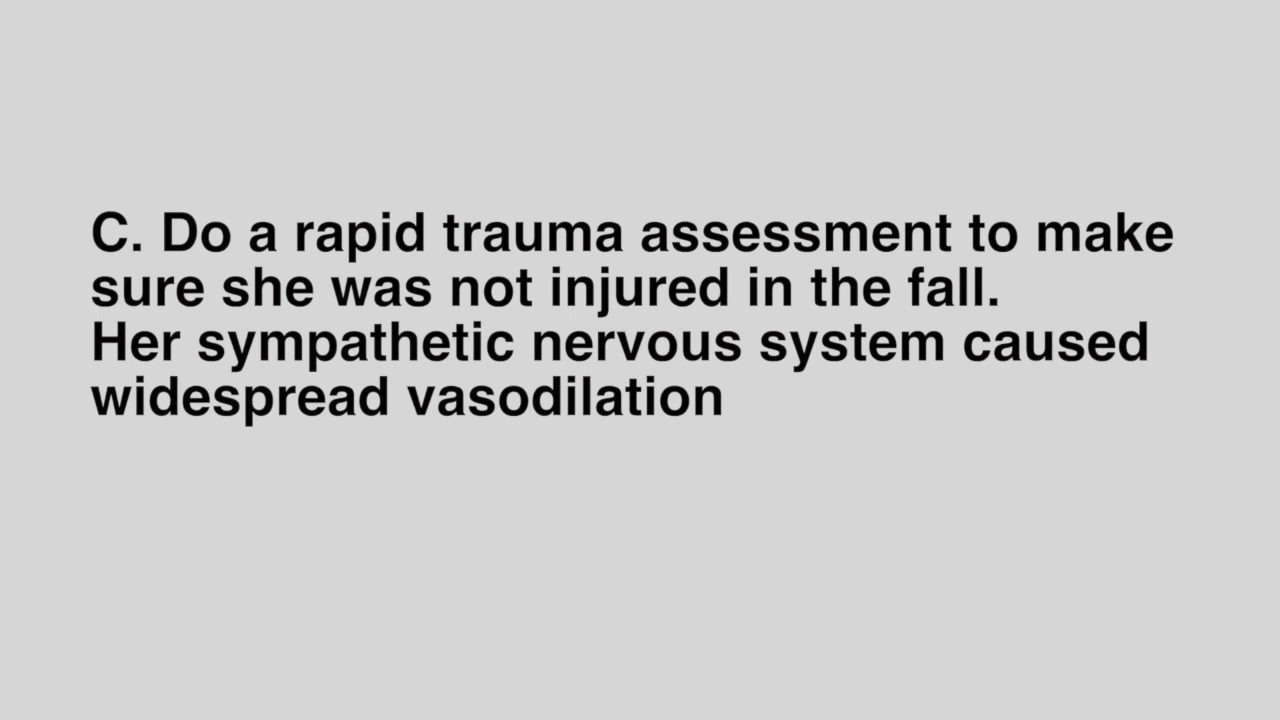 C. Do a rapid trauma assessment to make
sure she was not injured in the fall.
Her sympathetic nervous system caused
widespread vasodilation